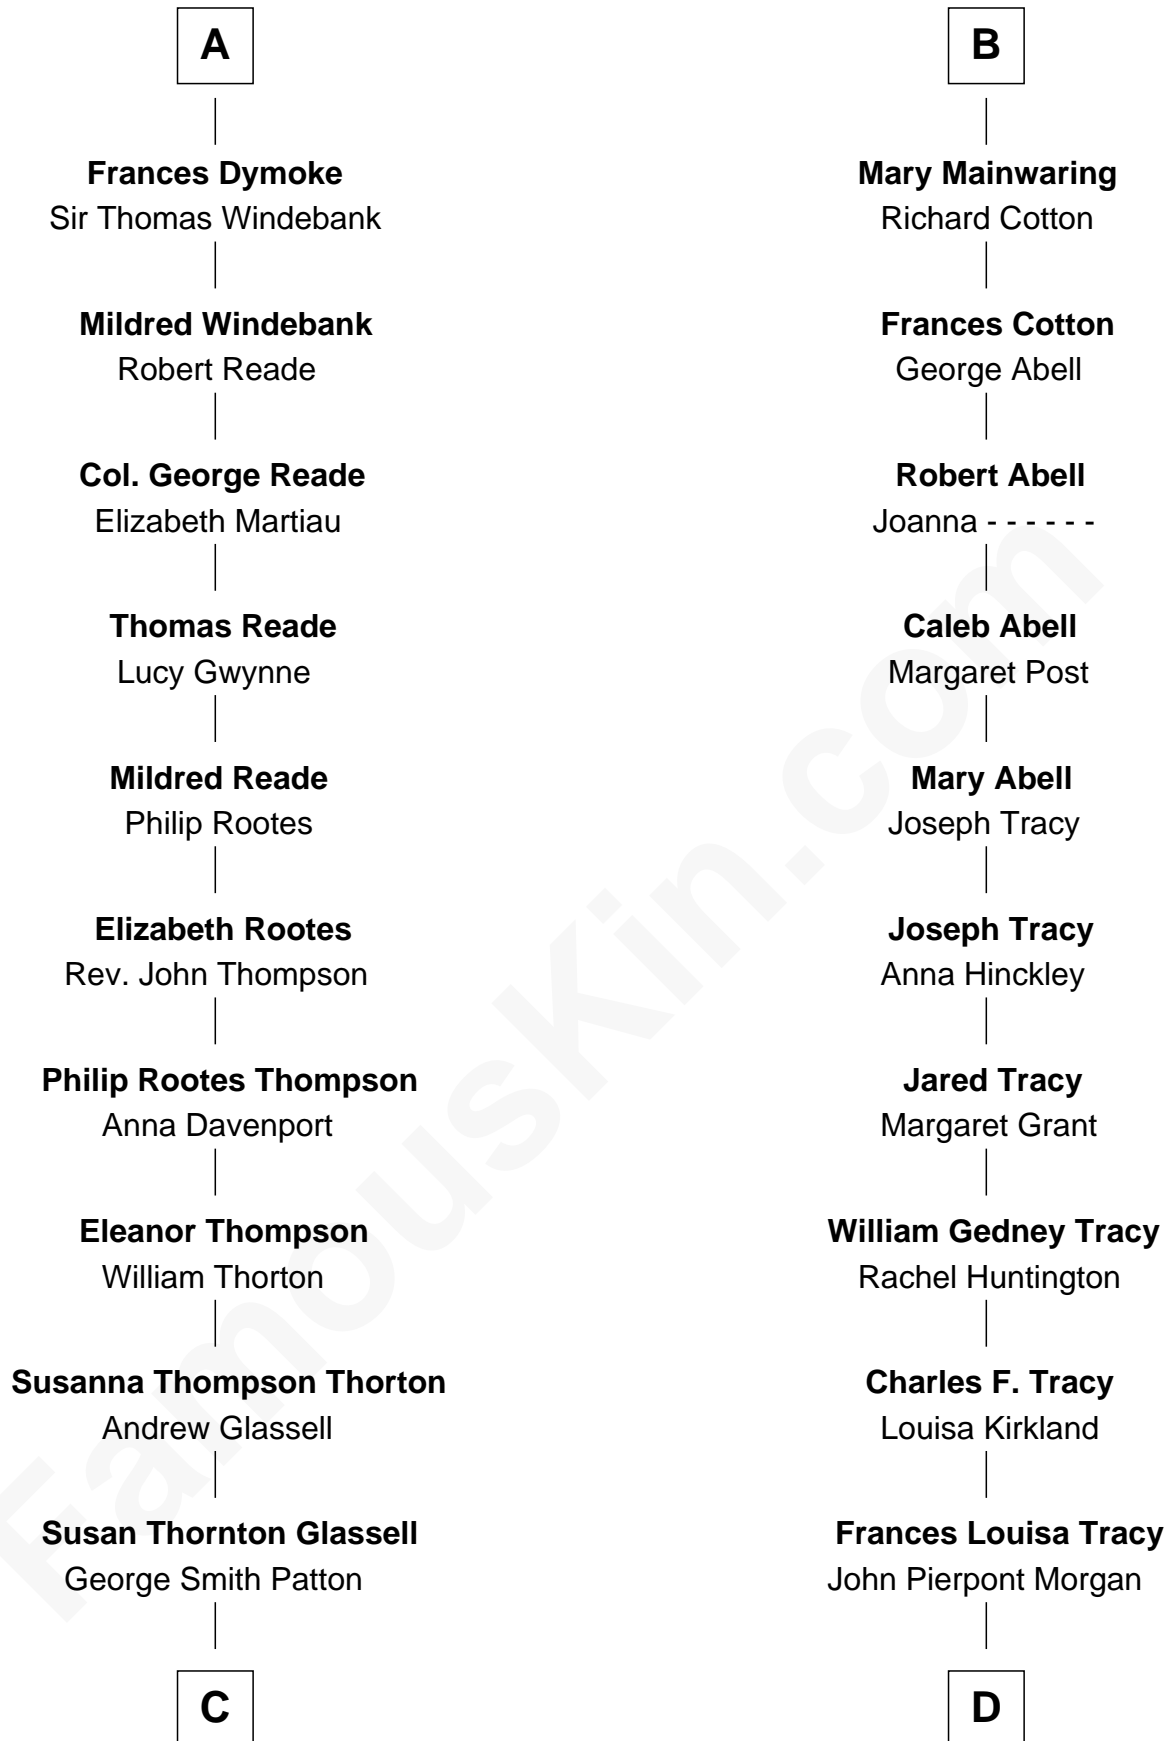 A
Frances Dymoke
Sir Thomas Windebank
Mildred Windebank
Robert Reade
Col. George Reade
Elizabeth Martiau
Thomas Reade
Lucy Gwynne
Mildred Reade
Philip Rootes
Elizabeth Rootes
Rev. John Thompson
Philip Rootes Thompson
Anna Davenport
Eleanor Thompson
William Thorton
Susanna Thompson Thorton
Andrew Glassell
Susan Thornton Glassell
George Smith Patton
C
B
Mary Mainwaring
Richard Cotton
Frances Cotton
George Abell
Robert Abell
Joanna - - - - - -
Caleb Abell
Margaret Post
Mary Abell
Joseph Tracy
Joseph Tracy
Anna Hinckley
Jared Tracy
Margaret Grant
William Gedney Tracy
Rachel Huntington
Charles F. Tracy
Louisa Kirkland
Frances Louisa Tracy
John Pierpont Morgan
D
FamousKin.com